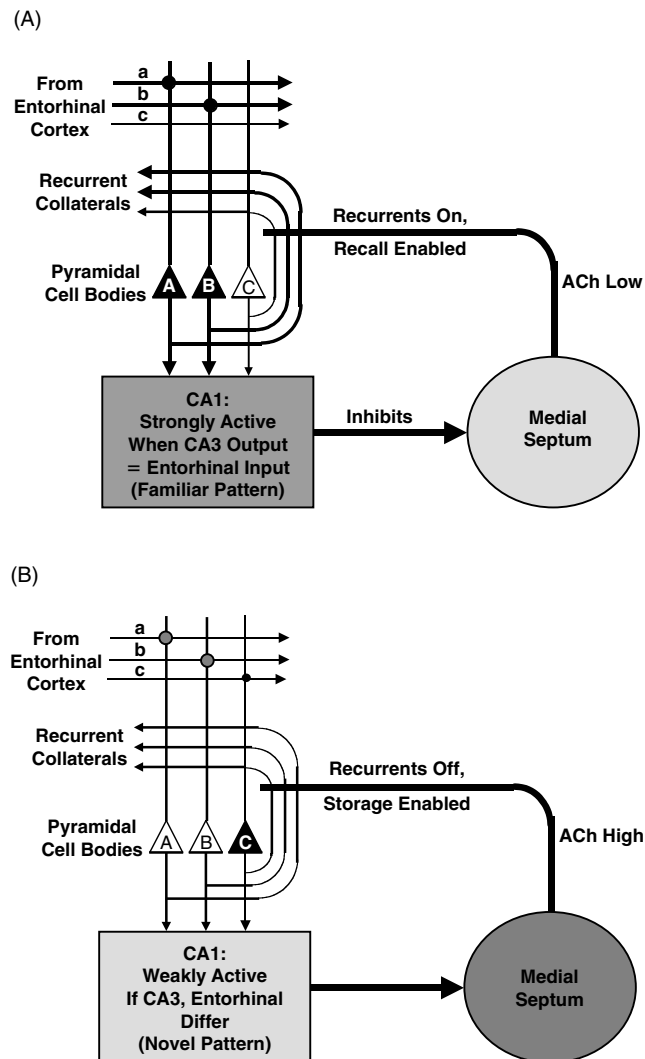 (A)
a
From
b
Entorhinal
c
Cortex
Recurrent
Collaterals
Recurrents On,
Recall Enabled
Pyramidal
Cell Bodies
A
B
C
ACh Low
CA1:
Strongly Active
When CA3 Output
= Entorhinal Input
(Familiar Pattern)
Inhibits
Medial
Septum
(B)
a
From
b
Entorhinal
c
Cortex
Recurrent
Collaterals
Recurrents Off,
Storage Enabled
Pyramidal
Cell Bodies
A
B
C
ACh High
CA1:
Weakly Active
If CA3, Entorhinal
Differ
(Novel Pattern)
Medial
Septum